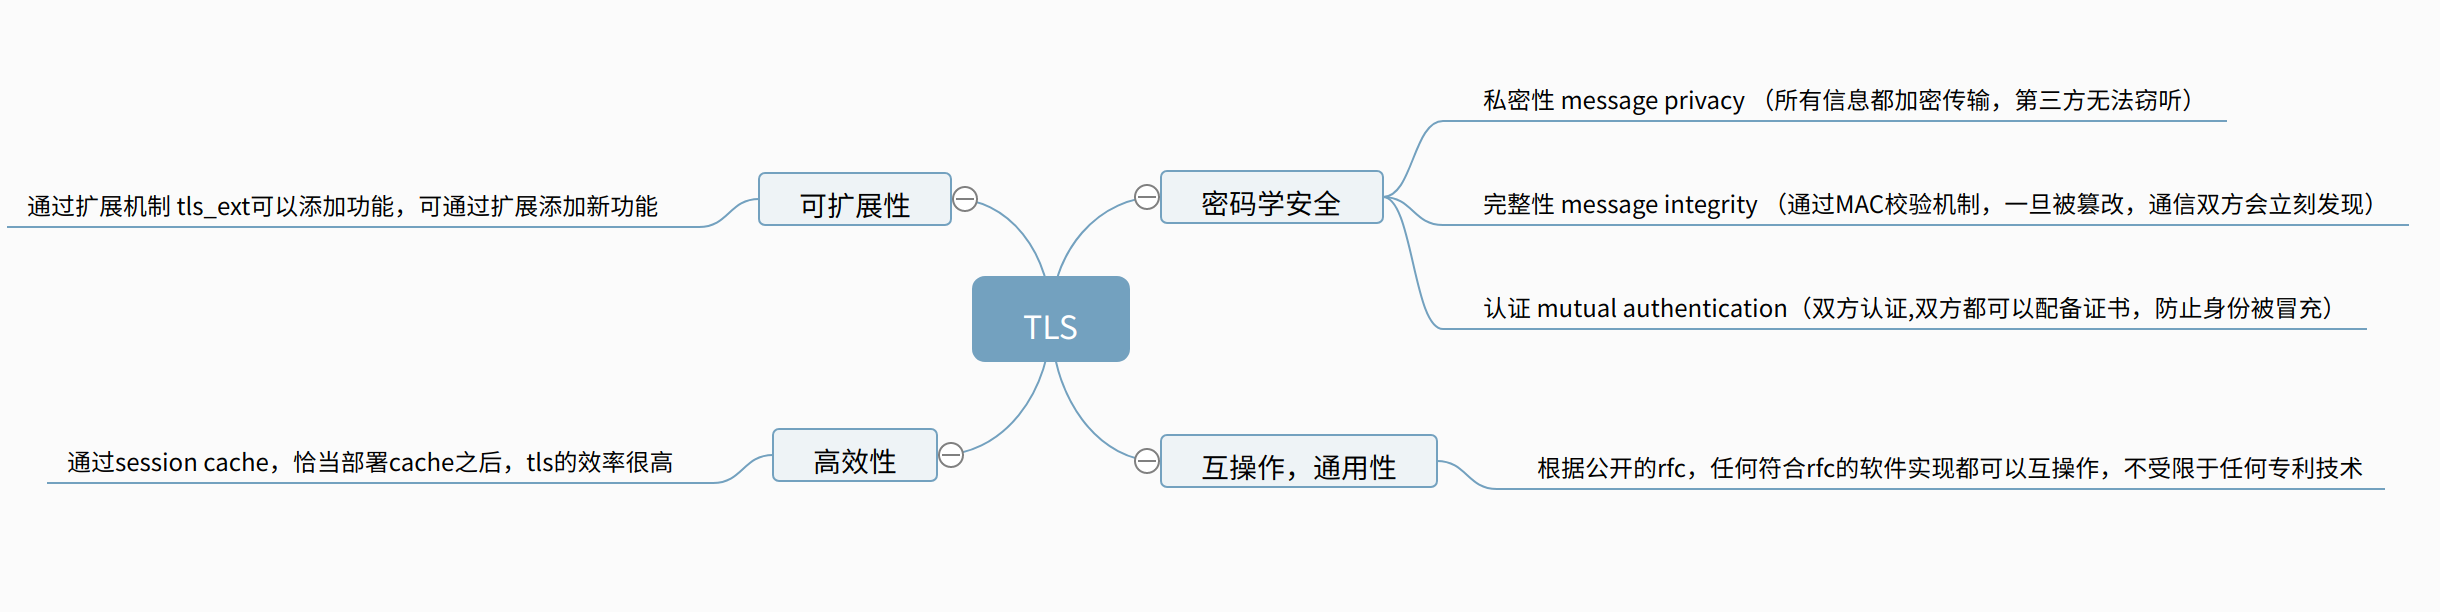 私密性 message privacy （所有信息都加密传输，第三方无法窃听）
通过扩展机制 tls_ext可以添加功能，可通过扩展添加新功能
可扩展性
密码学安全
完整性 message integrity （通过MAC校验机制，一旦被篡改，通信双方会立刻发现）
TLS
认证 mutual authentication（双方认证,双方都可以配备证书，防止身份被冒充）
通过session cache，恰当部署cache之后，tls的效率很高
高效性
互操作，通用性
根据公开的rfc，任何符合rfc的软件实现都可以互操作，不受限于任何专利技术